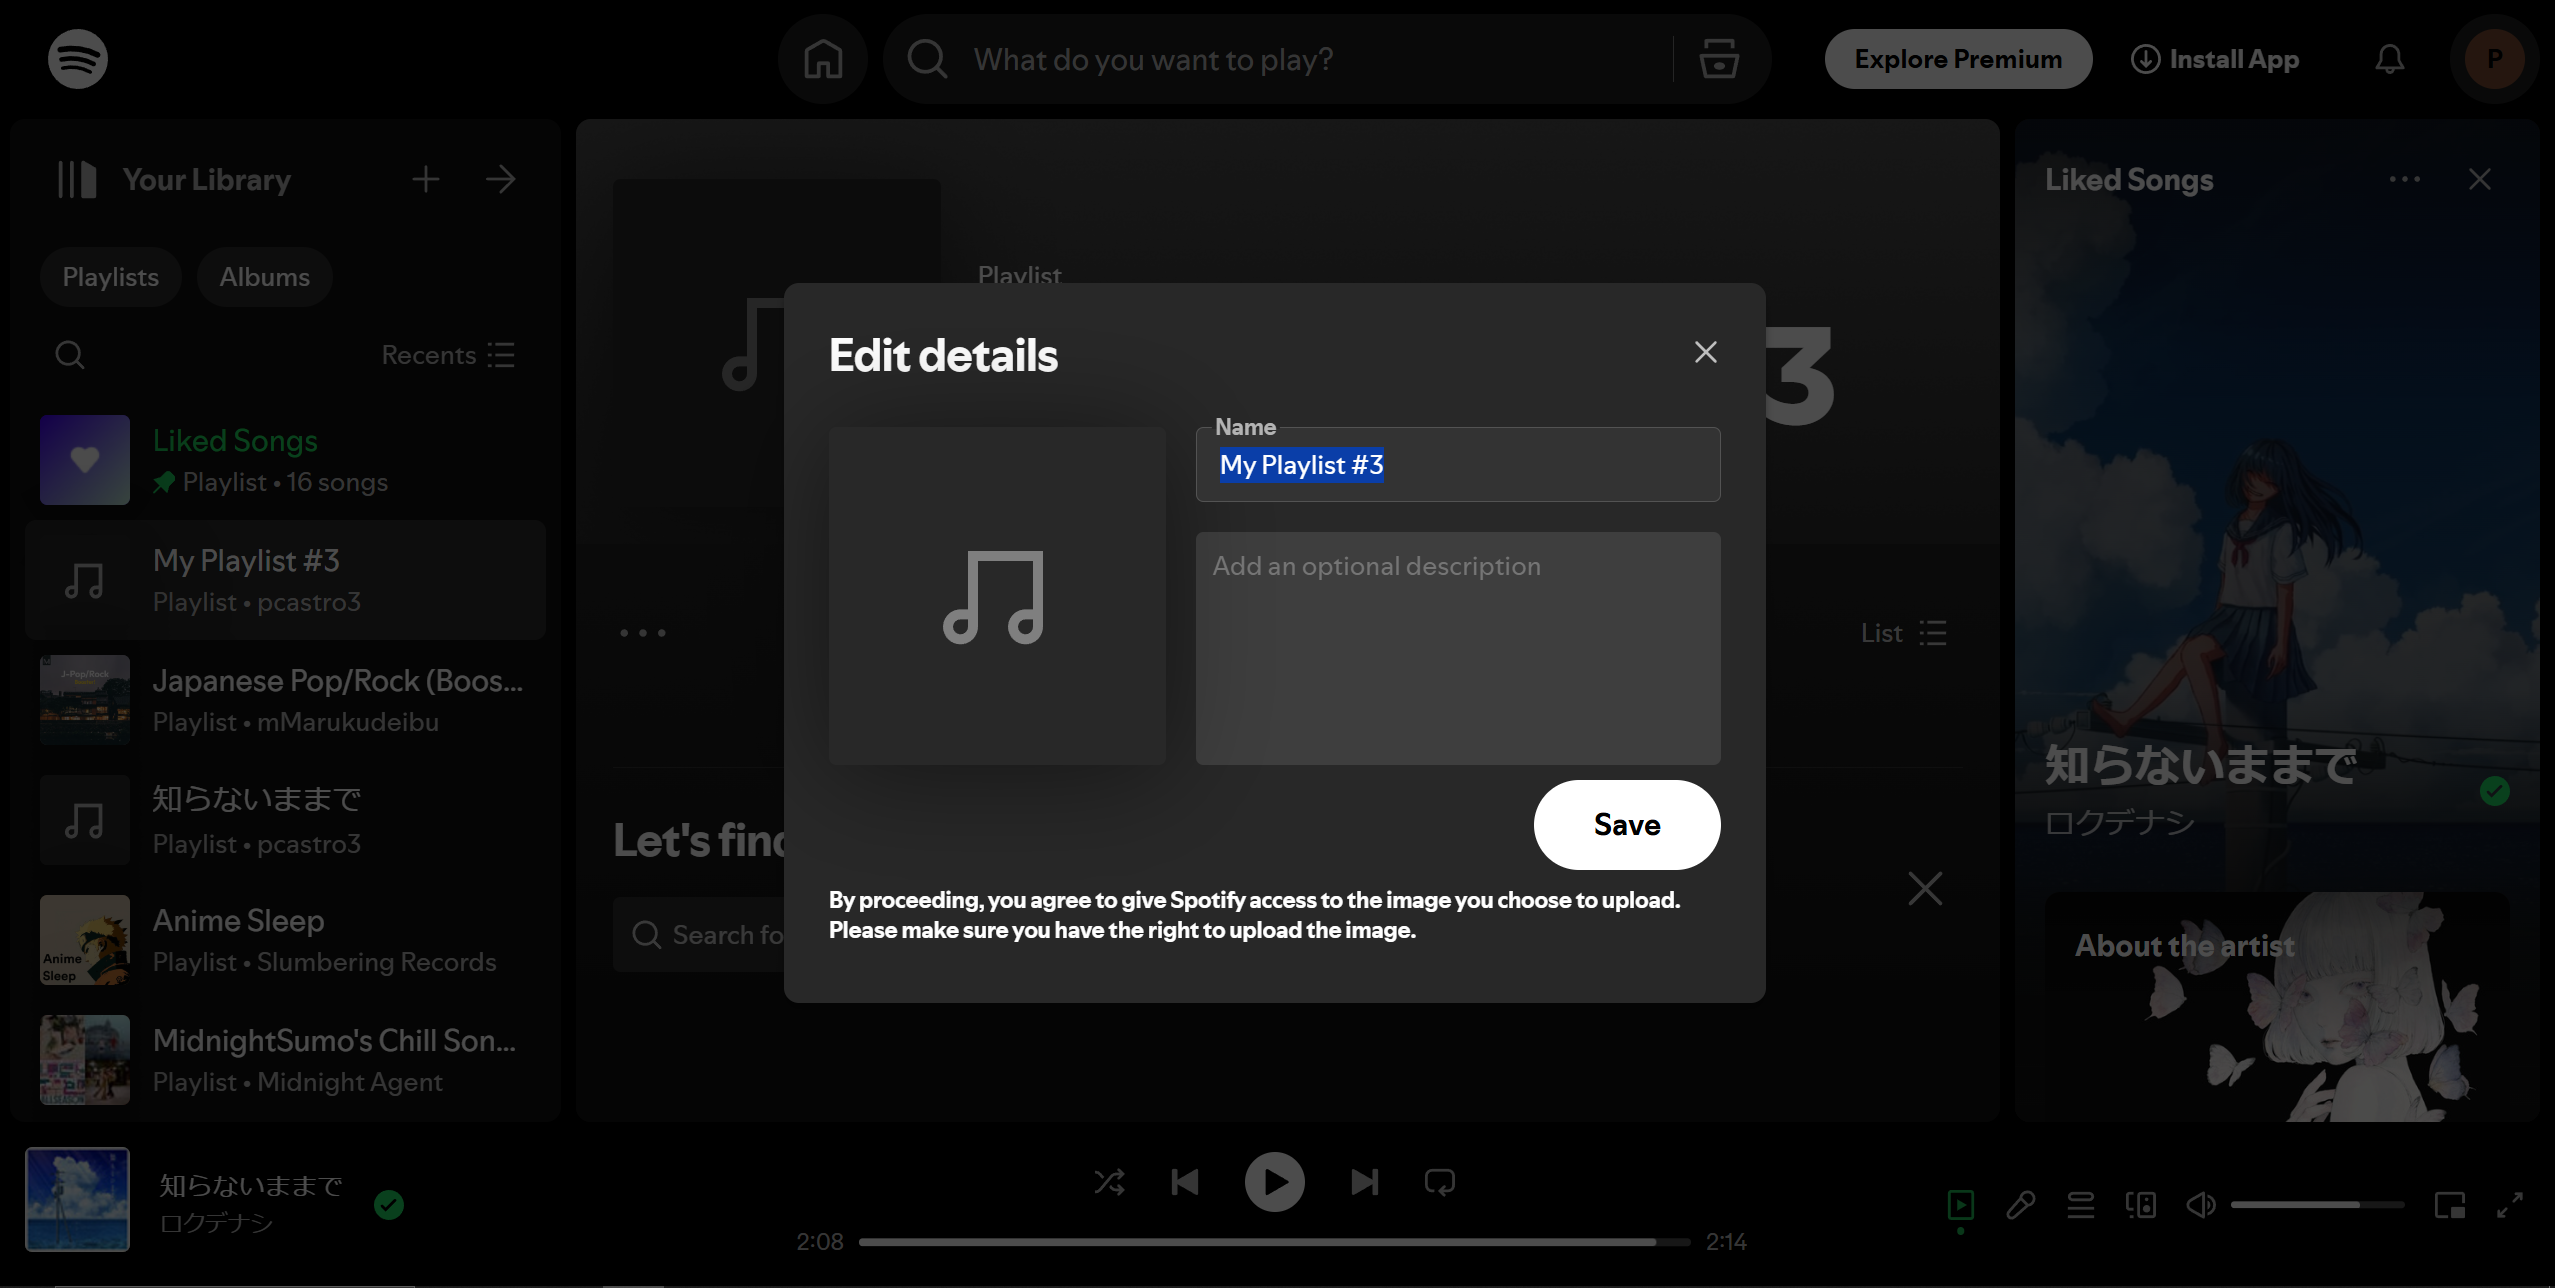 What do you want to play?
Explore Premium
Install App
P
Your Library
Playlists
Albums
Recents
Liked Songs
Playlist • 16 songs
My Playlist #3
Playlist • pcastro3
J-Pop/Rock
Japanese Pop/Rock (Boos...
Playlist • mMarukudeibu
知らないままで
Playlist • pcastro3
Anime
Sleep
Anime Sleep
Playlist • Slumbering Records
MidnightSumo's Chill Son...
Playlist • Midnight Agent
Playlist
3
List
Let's find
Search fo
Edit details
Name
My Playlist #3
Add an optional description
Save
By proceeding, you agree to give Spotify access to the image you choose to upload.
Please make sure you have the right to upload the image.
Liked Songs
知らないままで
ロクデナシ
About the artist
知らないままで
ロクデナシ
2:08
2:14